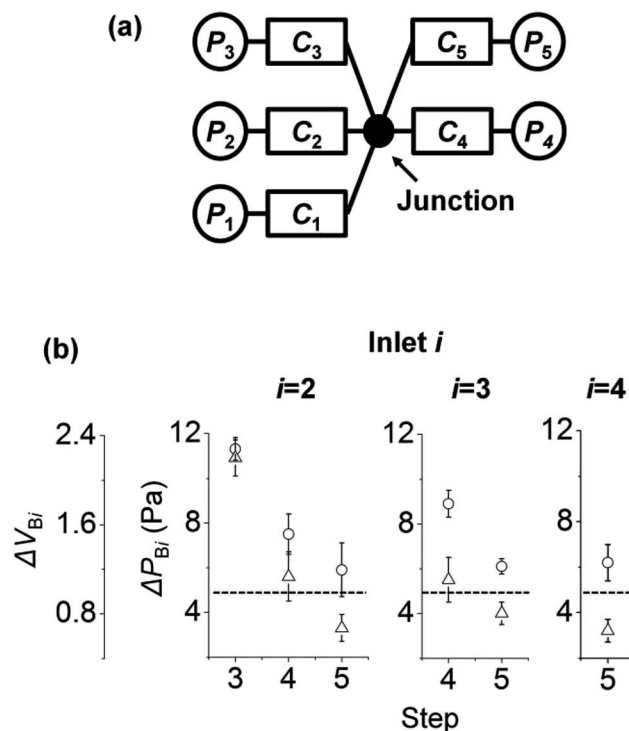 (a)
P3 C3 C5 P5
P2 C2 C4 P4
Junction
P1 C1
(b)
Inlet i
i=2 i=3 i=4
ΔVBi
2.4
1.6
0.8
ΔPBi (Pa)
12
8
4
12
8
4
12
8
4
3 4 5 4 5 5
Step